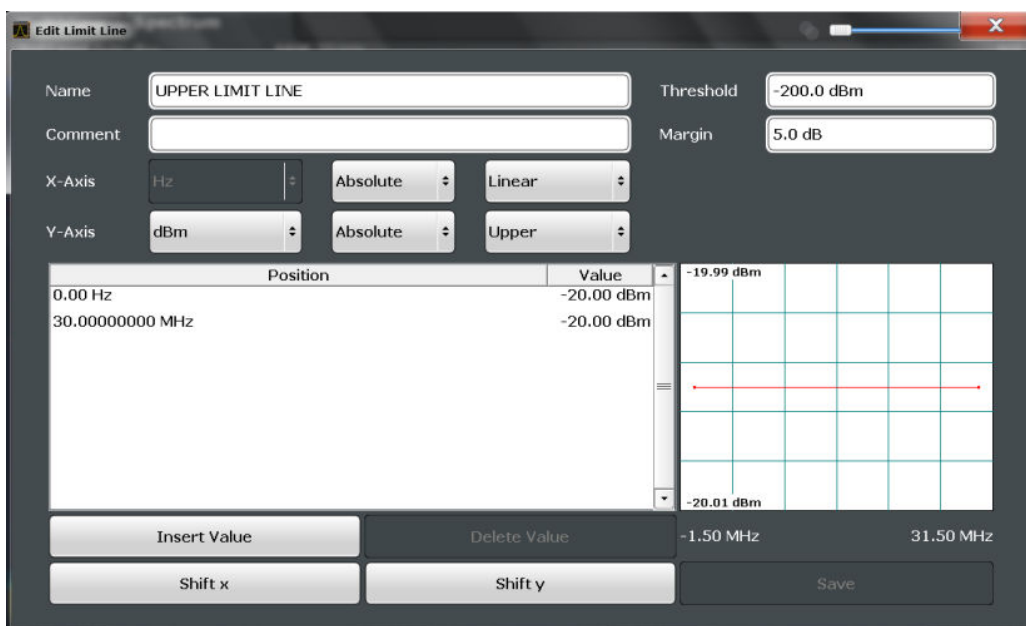 Edit Limit Line
Name UPPER LIMIT LINE Threshold -200.0 dBm
Comment Margin 5.0 dB
X-Axis Hz Absolute Linear
Y-Axis dBm Absolute Upper
Position Value
0.00 Hz -20.00 dBm
30.00000000 MHz -20.00 dBm
-19.99 dBm
-20.01 dBm
-1.50 MHz 31.50 MHz
Insert Value Delete Value
Shift x Shift y Save